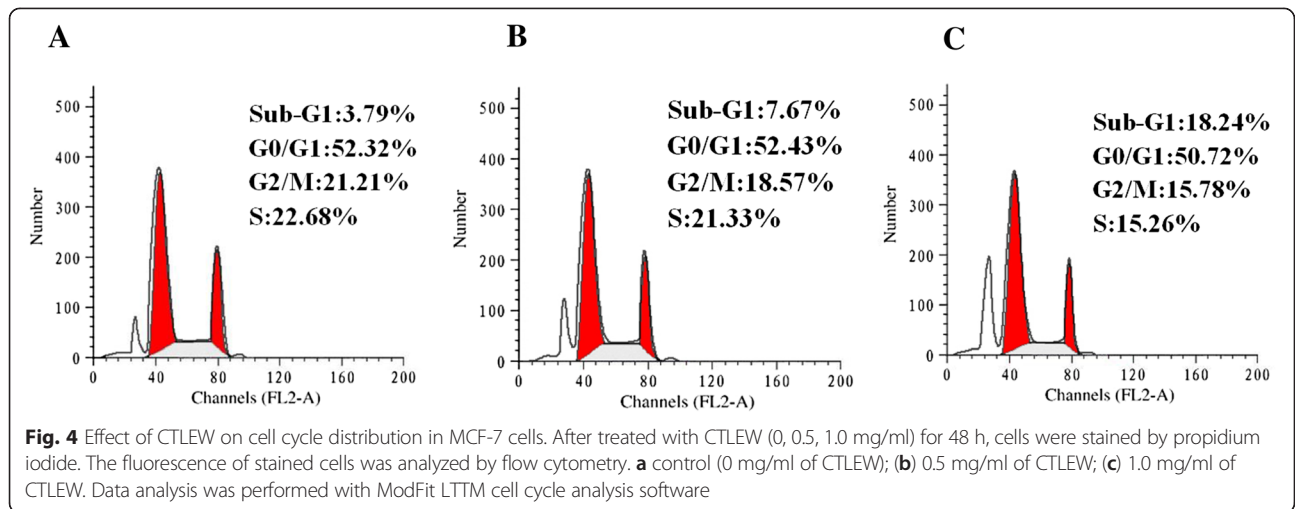 A
B
C
Sub-G1:3.79%
G0/G1:52.32%
G2/M:21.21%
S:22.68%
500
400
300
200
100
0
Number
0 40 80 120 160 200
Channels (FL2-A)
Sub-G1:7.67%
G0/G1:52.43%
G2/M:18.57%
S:21.33%
500
400
300
200
100
0
Number
0 40 80 120 160 200
Channels (FL2-A)
Sub-G1:18.24%
G0/G1:50.72%
G2/M:15.78%
S:15.26%
500
400
300
200
100
0
Number
0 40 80 120 160 200
Channels (FL2-A)
Fig. 4 Effect of CTLEW on cell cycle distribution in MCF-7 cells. After treated with CTLEW (0, 0.5, 1.0 mg/ml) for 48 h, cells were stained by propidium
iodide. The fluorescence of stained cells was analyzed by flow cytometry. a control (0 mg/ml of CTLEW); (b) 0.5 mg/ml of CTLEW; (c) 1.0 mg/ml of
CTLEW. Data analysis was performed with ModFit LTTM cell cycle analysis software